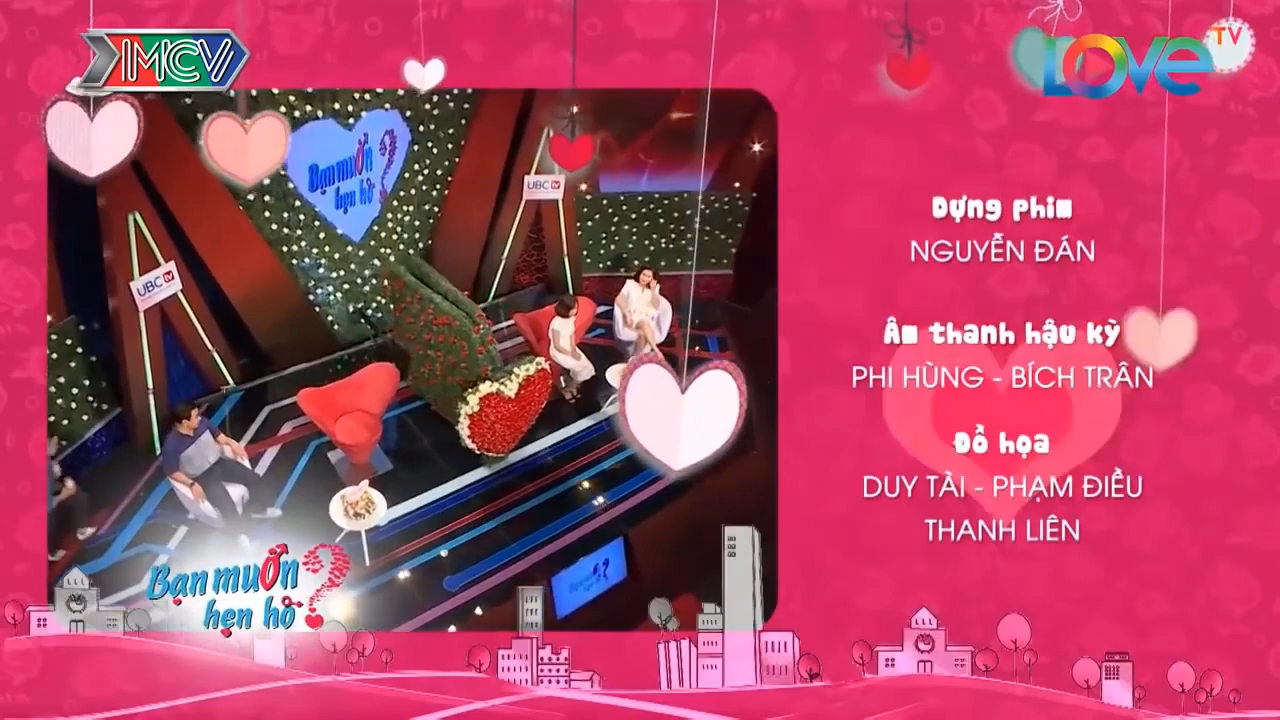 MCV
LOVE TV
Bạn muốn
hẹn hò ?
UBC tv
UBC tv
Dựng phim
NGUYỄN ĐÁN
Âm thanh hậu kỳ
PHI HÙNG - BÍCH TRÂN
Đồ họa
DUY TÀI - PHẠM ĐIỀU
THANH LIÊN
Bạn muốn
hẹn hò ?